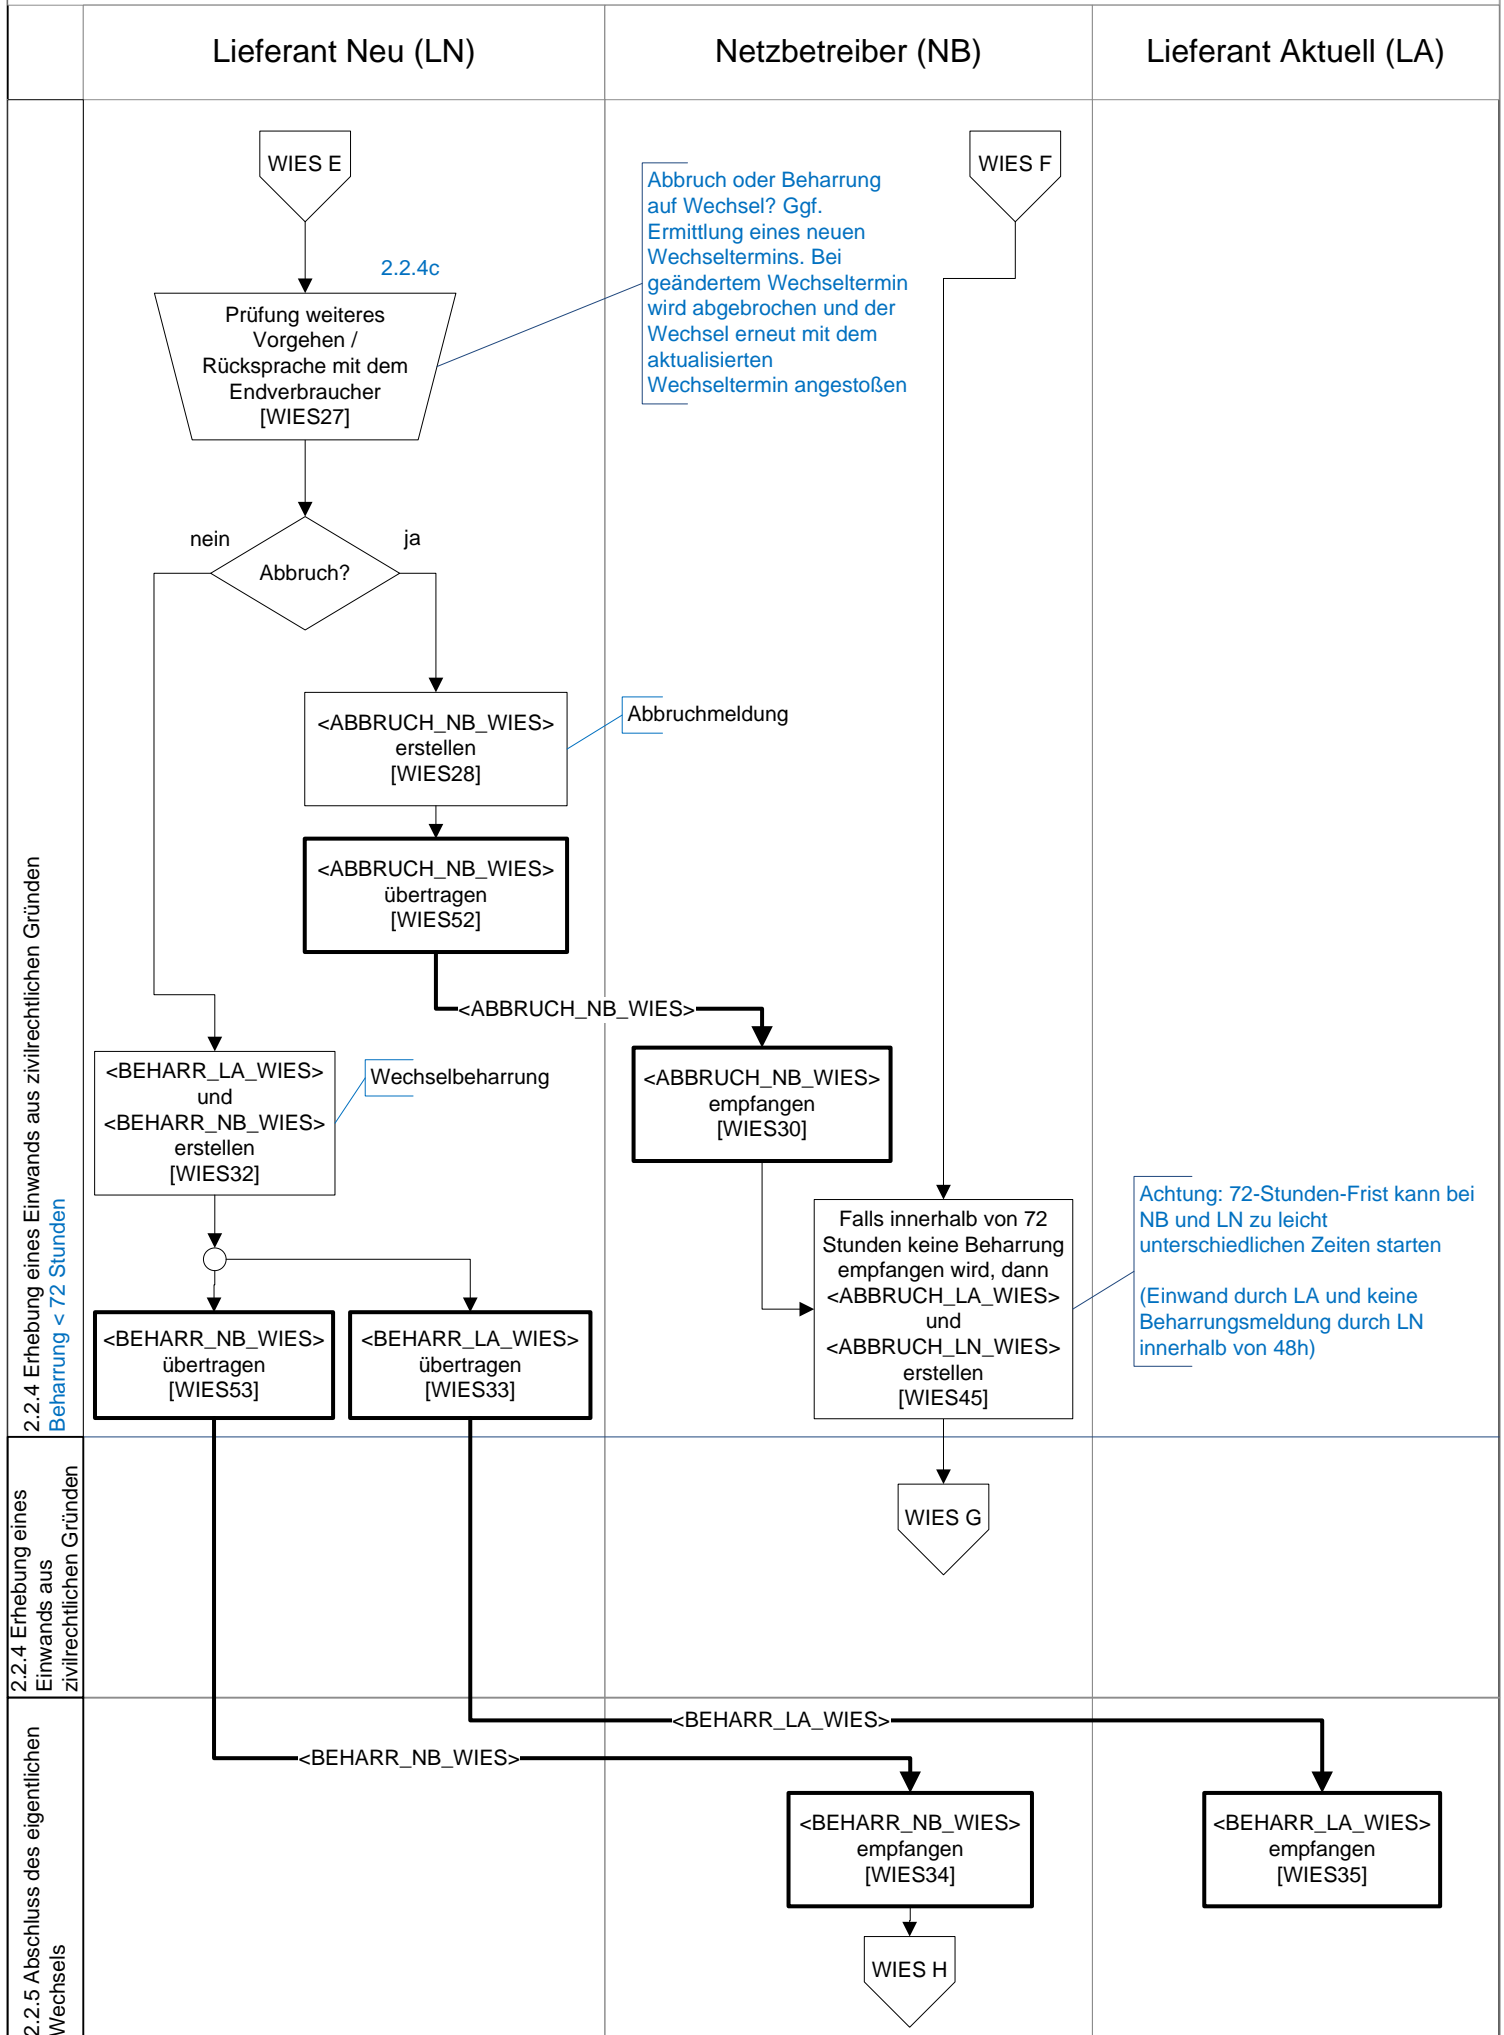 Lieferant Neu (LN)
Netzbetreiber (NB)
Lieferant Aktuell (LA)
2.2.4 Erhebung eines Einwands aus zivilrechtlichen Gründen
Beharrung < 72 Stunden
WIES E
WIES F
Abbruch oder Beharrung
auf Wechsel? Ggf.
Ermittlung eines neuen
Wechseltermins. Bei
geändertem Wechseltermin
wird abgebrochen und der
Wechsel erneut mit dem
aktualisierten
Wechseltermin angestoßen
2.2.4c
Prüfung weiteres
Vorgehen /
Rücksprache mit dem
Endverbraucher
[WIES27]
nein
ja
Abbruch?
<ABBRUCH_NB_WIES>
erstellen
[WIES28]
Abbruchmeldung
<ABBRUCH_NB_WIES>
übertragen
[WIES52]
<ABBRUCH_NB_WIES>
<BEHARR_LA_WIES>
und
<BEHARR_NB_WIES>
erstellen
[WIES32]
Wechselbeharrung
<ABBRUCH_NB_WIES>
empfangen
[WIES30]
Falls innerhalb von 72
Stunden keine Beharrung
empfangen wird, dann
<ABBRUCH_LA_WIES>
und
<ABBRUCH_LN_WIES>
erstellen
[WIES45]
Achtung: 72-Stunden-Frist kann bei
NB und LN zu leicht
unterschiedlichen Zeiten starten
(Einwand durch LA und keine
Beharrungsmeldung durch LN
innerhalb von 48h)
<BEHARR_NB_WIES>
übertragen
[WIES53]
<BEHARR_LA_WIES>
übertragen
[WIES33]
2.2.4 Erhebung eines
Einwands aus
zivilrechtlichen Gründen
WIES G
2.2.5 Abschluss des eigentlichen
Wechsels
<BEHARR_LA_WIES>
<BEHARR_NB_WIES>
<BEHARR_NB_WIES>
empfangen
[WIES34]
<BEHARR_LA_WIES>
empfangen
[WIES35]
WIES H